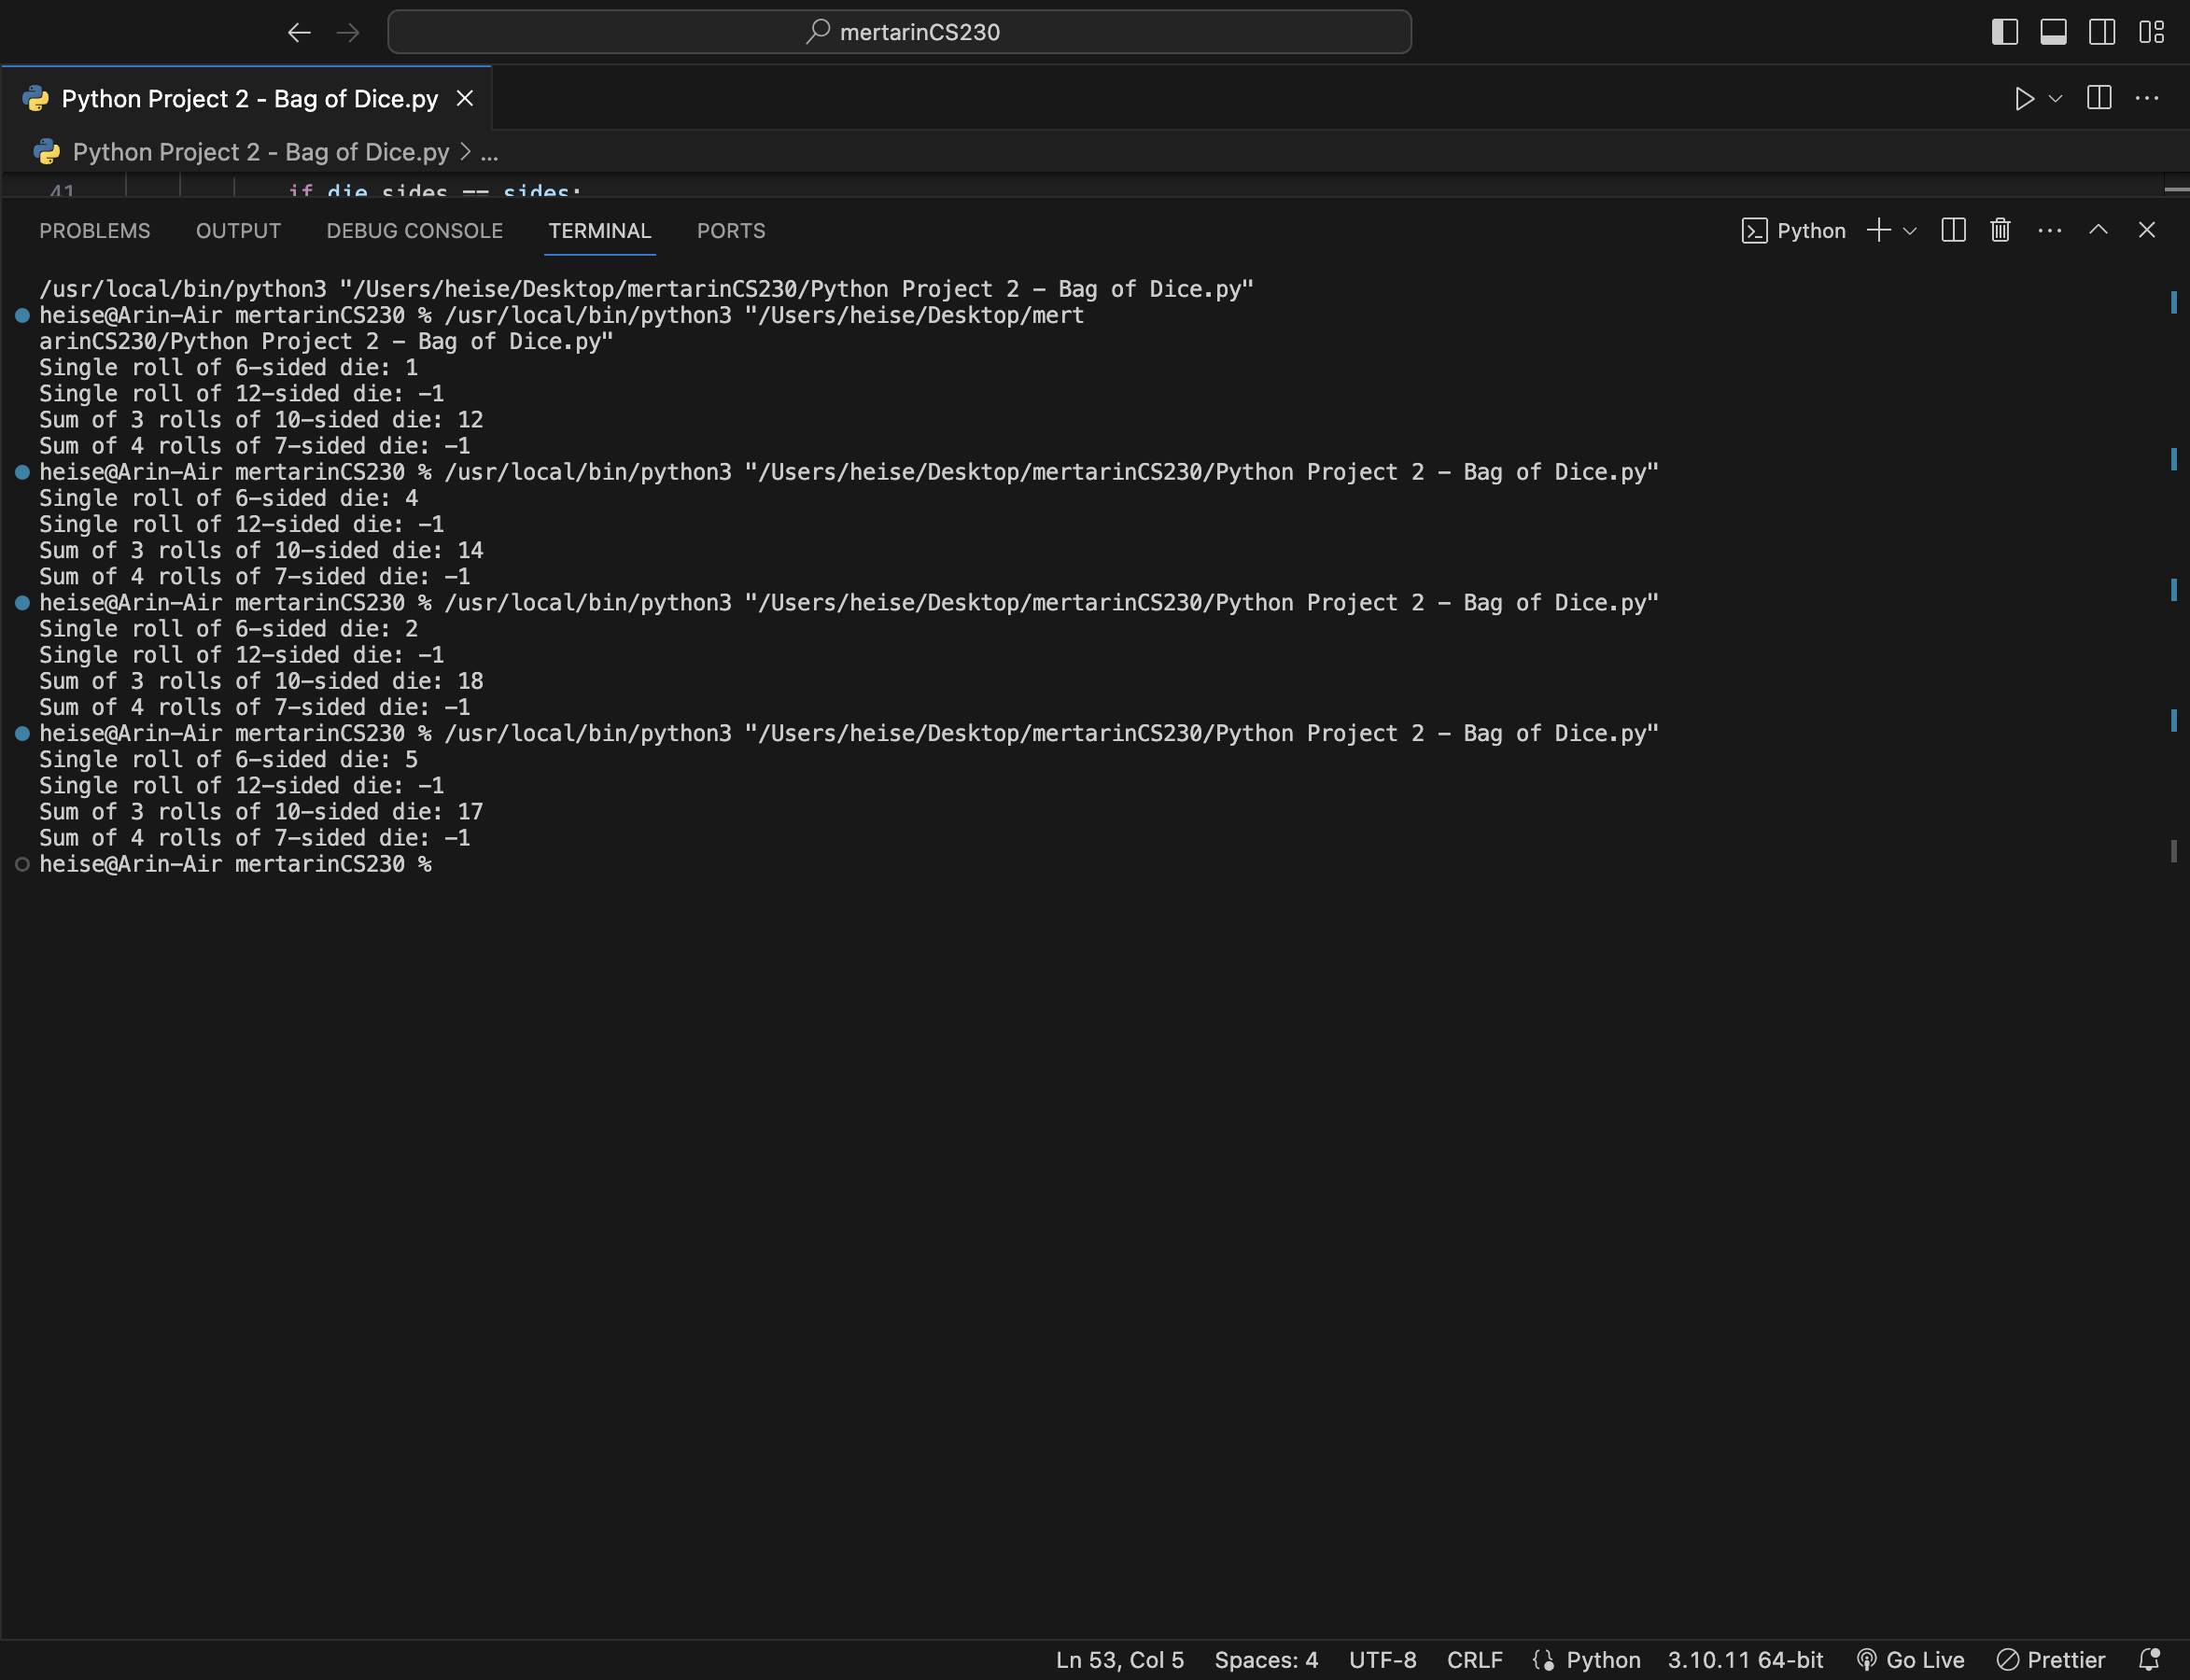 mertarinCS230
Python Project 2 - Bag of Dice.py
Python Project 2 - Bag of Dice.py > ...
41 if die.sides == sides:
PROBLEMS OUTPUT DEBUG CONSOLE TERMINAL PORTS Python
/usr/local/bin/python3 "/Users/heise/Desktop/mertarinCS230/Python Project 2 - Bag of Dice.py"
heise@Arin-Air mertarinCS230 % /usr/local/bin/python3 "/Users/heise/Desktop/mert
arinCS230/Python Project 2 - Bag of Dice.py"
Single roll of 6-sided die: 1
Single roll of 12-sided die: -1
Sum of 3 rolls of 10-sided die: 12
Sum of 4 rolls of 7-sided die: -1
heise@Arin-Air mertarinCS230 % /usr/local/bin/python3 "/Users/heise/Desktop/mertarinCS230/Python Project 2 - Bag of Dice.py"
Single roll of 6-sided die: 4
Single roll of 12-sided die: -1
Sum of 3 rolls of 10-sided die: 14
Sum of 4 rolls of 7-sided die: -1
heise@Arin-Air mertarinCS230 % /usr/local/bin/python3 "/Users/heise/Desktop/mertarinCS230/Python Project 2 - Bag of Dice.py"
Single roll of 6-sided die: 2
Single roll of 12-sided die: -1
Sum of 3 rolls of 10-sided die: 18
Sum of 4 rolls of 7-sided die: -1
heise@Arin-Air mertarinCS230 % /usr/local/bin/python3 "/Users/heise/Desktop/mertarinCS230/Python Project 2 - Bag of Dice.py"
Single roll of 6-sided die: 5
Single roll of 12-sided die: -1
Sum of 3 rolls of 10-sided die: 17
Sum of 4 rolls of 7-sided die: -1
heise@Arin-Air mertarinCS230 %
Ln 53, Col 5 Spaces: 4 UTF-8 CRLF Python 3.10.11 64-bit Go Live Prettier